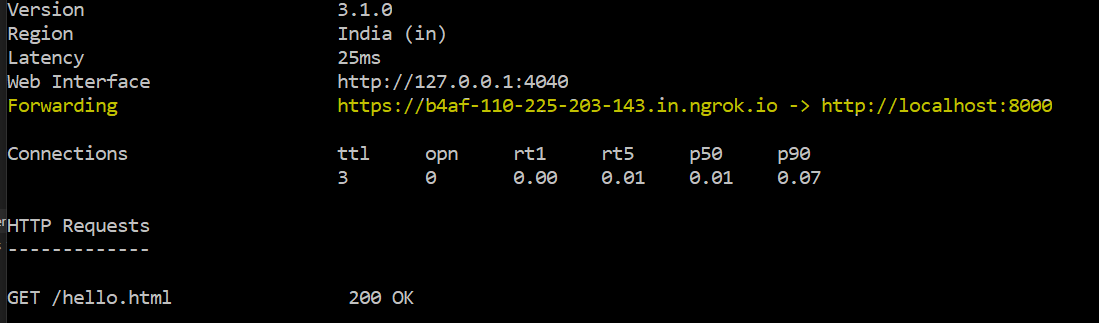 Version 3.1.0
Region India (in)
Latency 25ms
Web Interface http://127.0.0.1:4040
Forwarding https://b4af-110-225-203-143.in.ngrok.io -> http://localhost:8000
Connections ttl opn rt1 rt5 p50 p90
3 0 0.00 0.01 0.01 0.07
HTTP Requests
-------------
GET /hello.html 200 OK